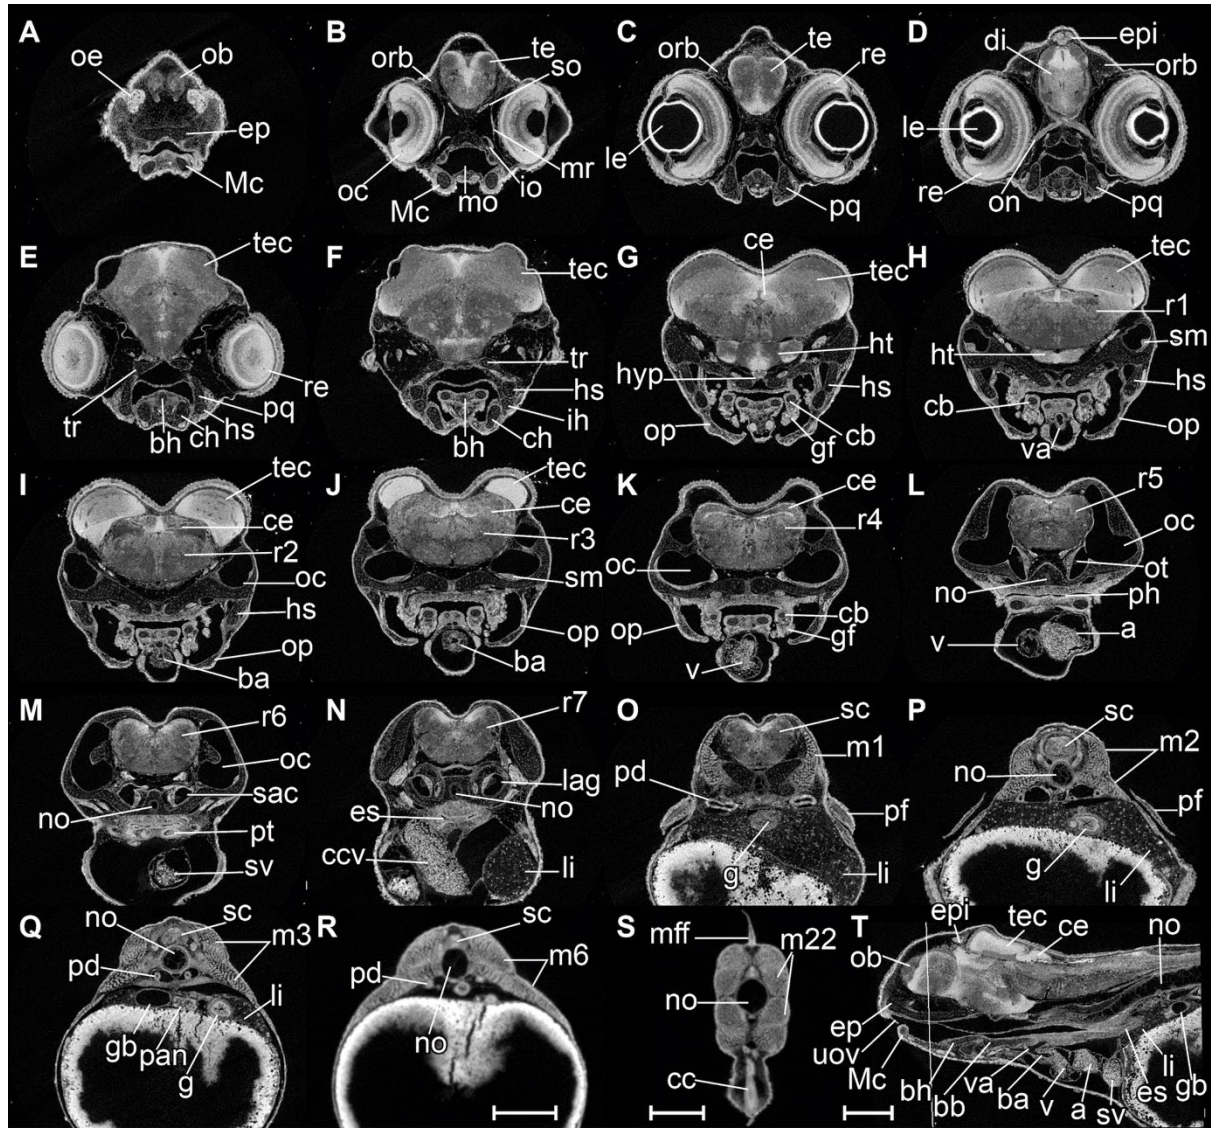 A
oe
ob
ep
Mc
B
orb
te
so
oc
Mc
mo
io
mr
C
orb
te
re
le
pq
D
di
epi
orb
le
re
on
pq
E
tec
tr
bh
ch
hs
pq
re
F
tec
tr
hs
ih
bh
ch
G
ce
tec
ht
hyp
hs
op
gf
cb
H
tec
r1
sm
ht
hs
cb
op
va
I
tec
ce
r2
oc
hs
op
ba
J
tec
ce
r3
sm
op
ba
K
ce
r4
oc
cb
op
gf
v
L
r5
oc
ot
no
ph
v
a
M
r6
oc
sac
no
pt
sv
N
r7
lag
no
es
ccv
li
O
sc
m1
pd
pf
g
li
P
sc
m2
no
pf
g
li
Q
no
sc
m3
pd
li
gb
pan
g
R
sc
m6
pd
no
S
mff
m22
no
cc
T
epi
tec
ce
no
ob
ep
uov
Mc
bh
bb
va
ba
v
a
sv
es
li
gb